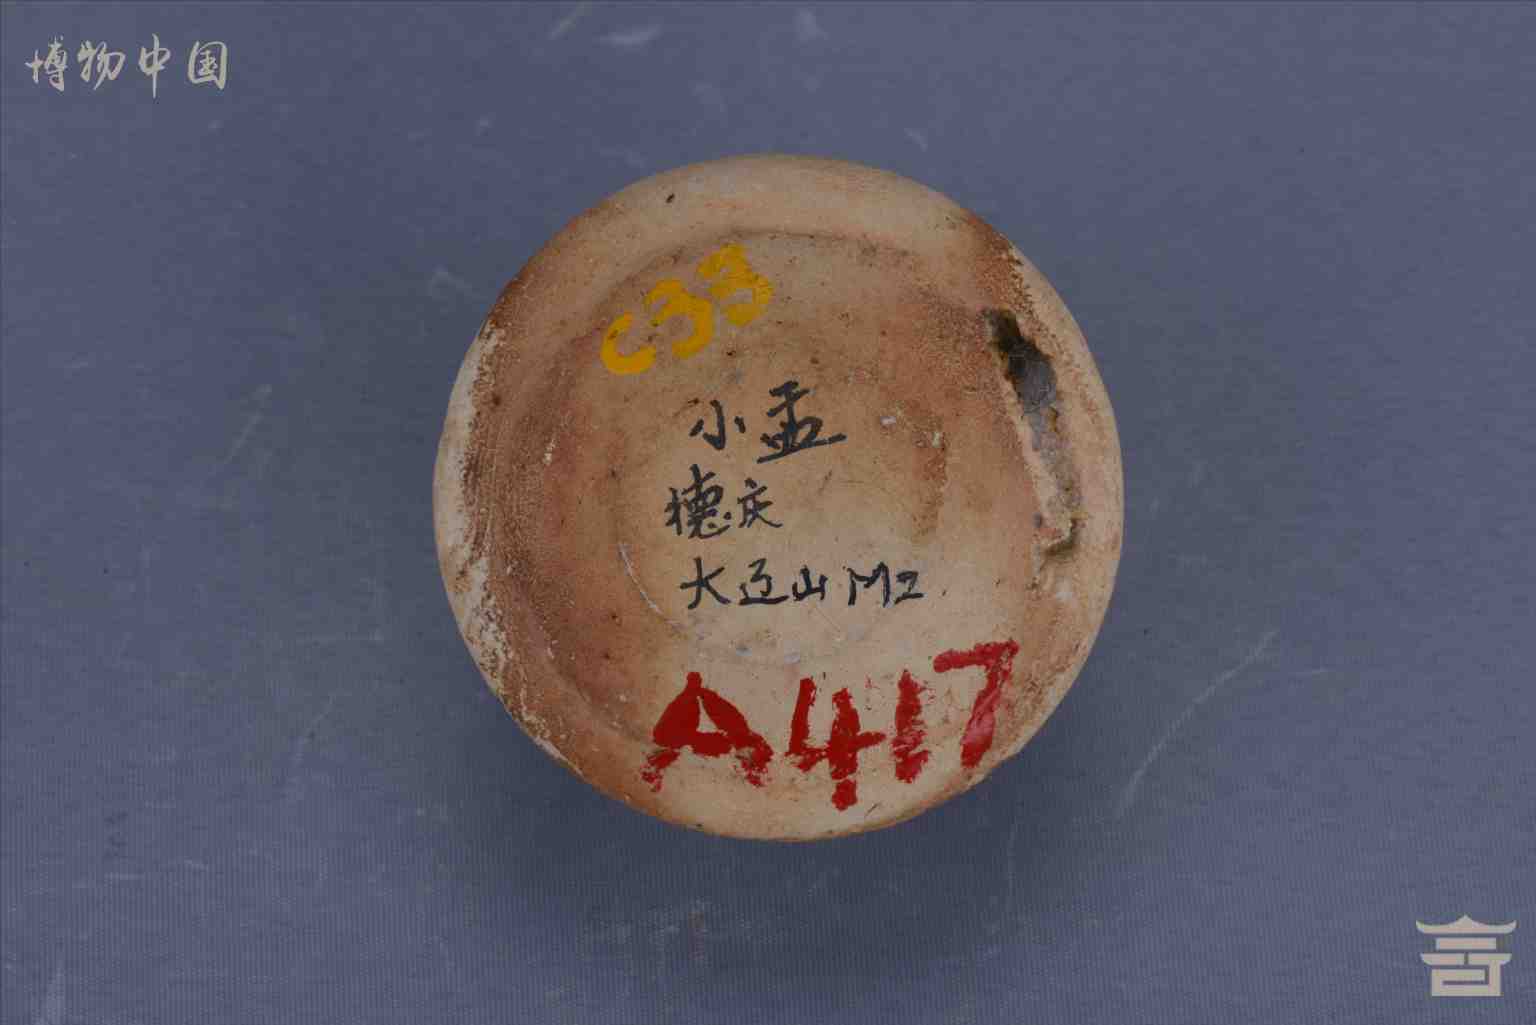 博物中国
C33
小盂
德庆
大辽山M2
A417